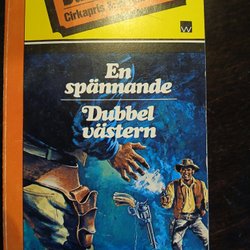 Cirkapris
En
spännande
Dubbel
västern